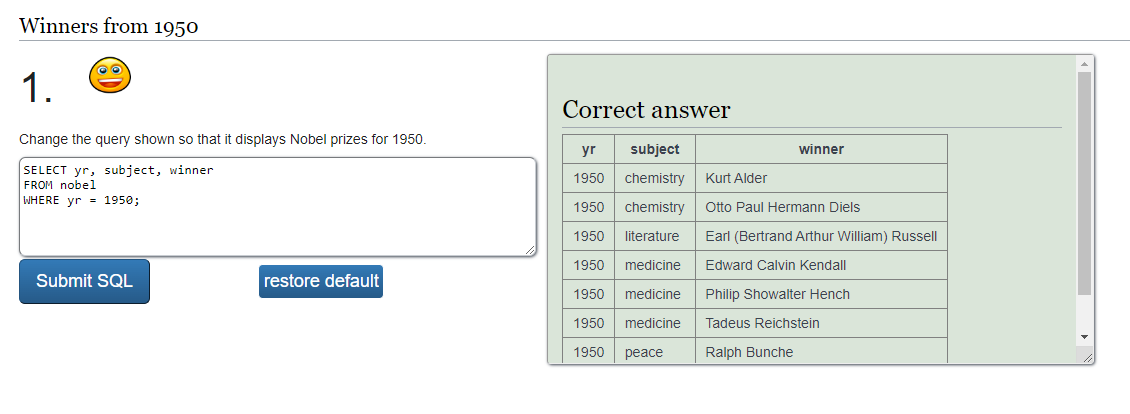 Winners from 1950
1.
Change the query shown so that it displays Nobel prizes for 1950.
SELECT yr, subject, winner
FROM nobel
WHERE yr = 1950;
Submit SQL restore default
Correct answer
yr subject winner
1950 chemistry Kurt Alder
1950 chemistry Otto Paul Hermann Diels
1950 literature Earl (Bertrand Arthur William) Russell
1950 medicine Edward Calvin Kendall
1950 medicine Philip Showalter Hench
1950 medicine Tadeus Reichstein
1950 peace Ralph Bunche